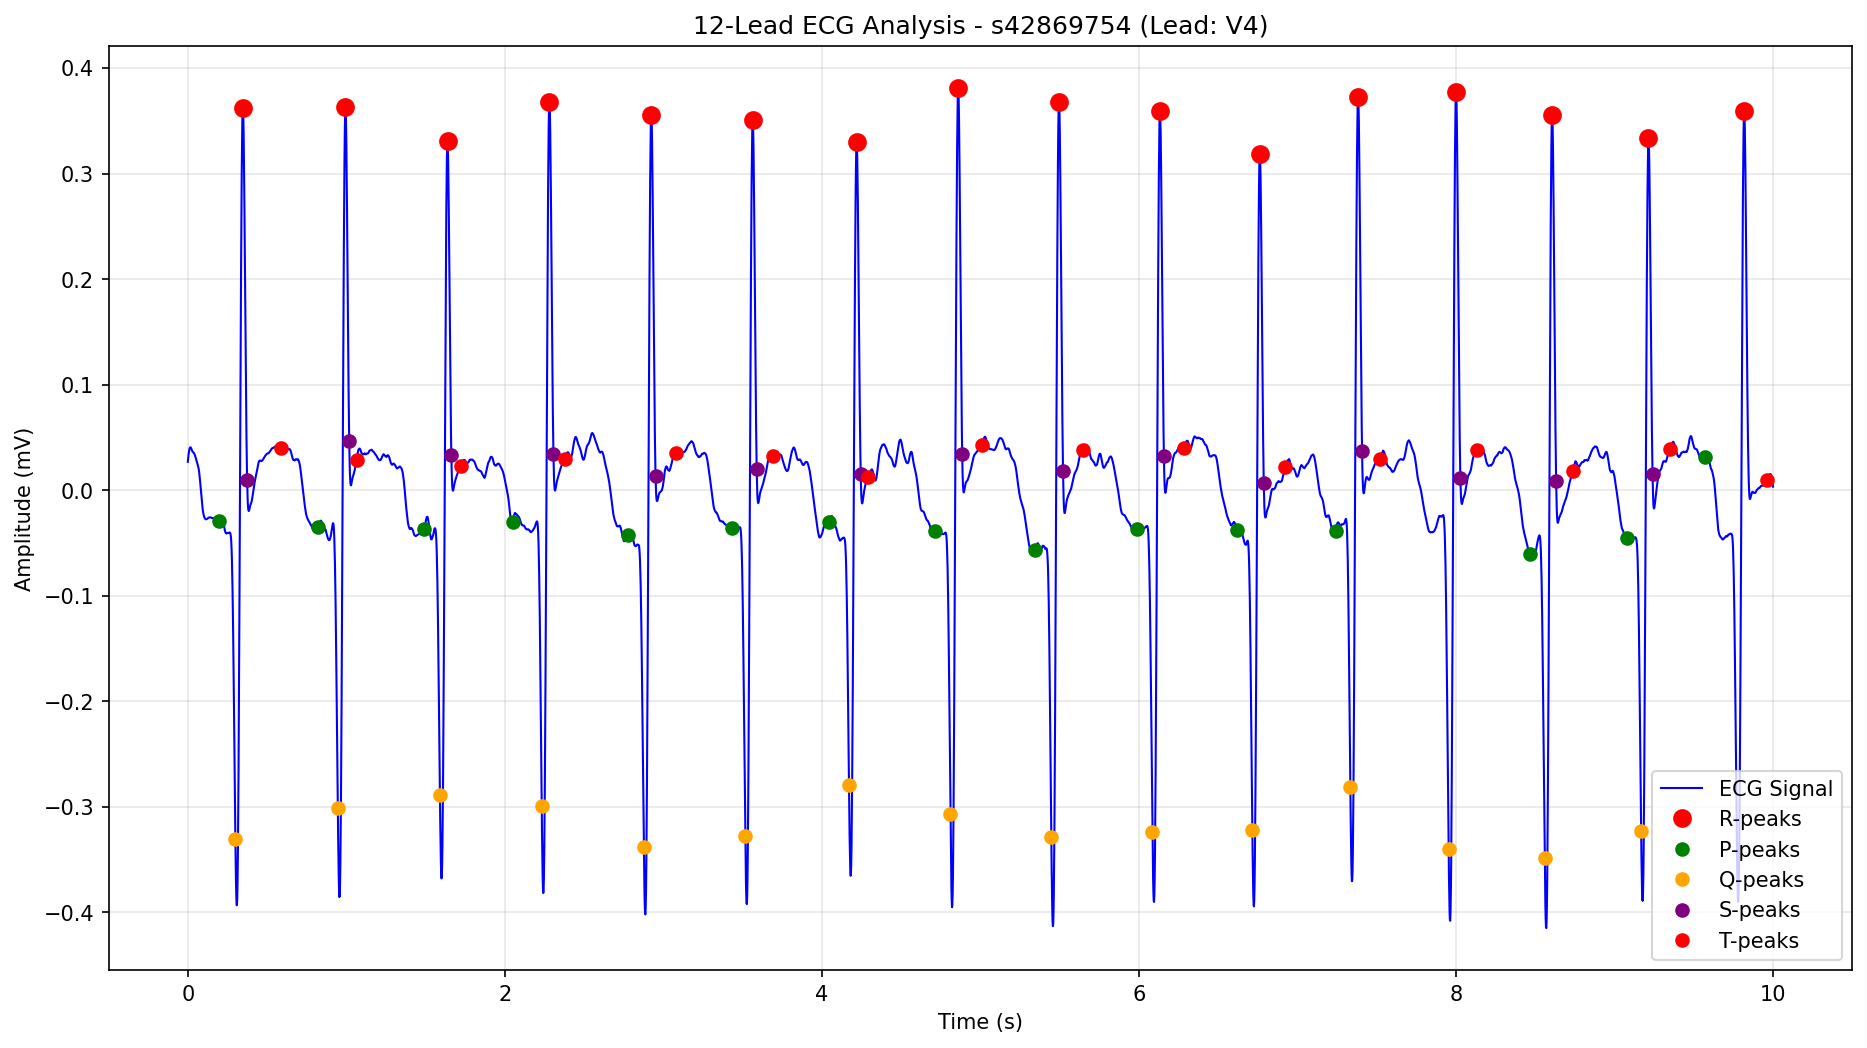 12-Lead ECG Analysis - s42869754 (Lead: V4)
0.4
0.3
0.2
0.1
0.0
−0.1
−0.2
−0.3
−0.4
Amplitude (mV)
ECG Signal
R-peaks
P-peaks
Q-peaks
S-peaks
T-peaks
0 2 4 6 8 10
Time (s)